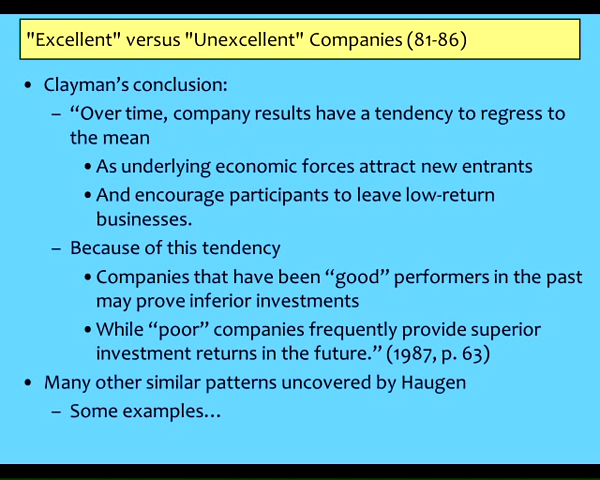 "Excellent" versus "Unexcellent" Companies (81-86)
• Clayman’s conclusion:
– “Over time, company results have a tendency to regress to
the mean
• As underlying economic forces attract new entrants
• And encourage participants to leave low-return
businesses.
– Because of this tendency
• Companies that have been “good” performers in the past
may prove inferior investments
• While “poor” companies frequently provide superior
investment returns in the future.” (1987, p. 63)
• Many other similar patterns uncovered by Haugen
– Some examples…